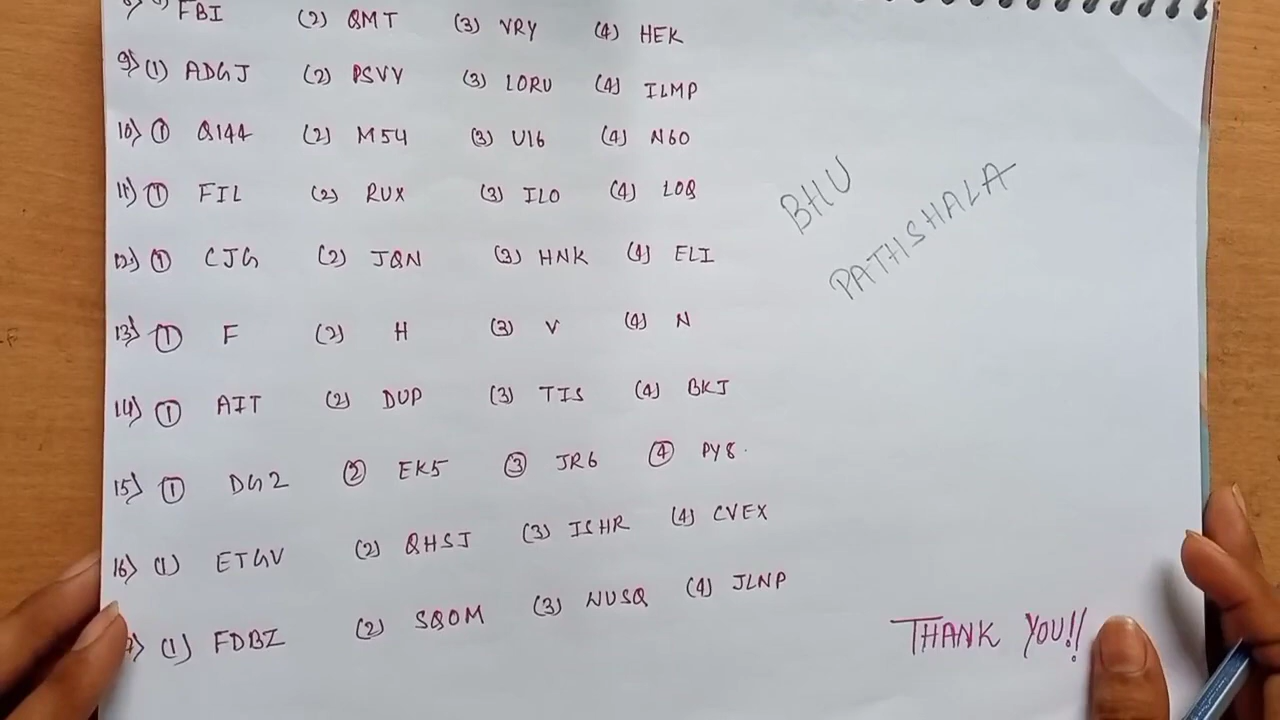 FBI (2) QMT (3) VRY (4) HEK
9) (1) ADGJ (2) PSVY (3) LORU (4) ILMP
10) 1 Q144 (2) M54 (3) U16 (4) N60
11) 1 FIL (2) RUX (3) ILO (4) LOQ
12) 1 CJG (2) JQN (3) HNK (4) ELI
13) 1 F (2) H (3) V (4) N
14) 1 AIT (2) DUP (3) TIS (4) BKJ
15) 1 DG2 2 EK5 3 JR6 4 PY8.
16) (1) ETGV (2) QHSJ (3) ISHR (4) CVEX
7) (1) FDBZ (2) SQOM (3) NUSQ (4) JLNP
BHU
PATHSHALA
THANK YOU!!